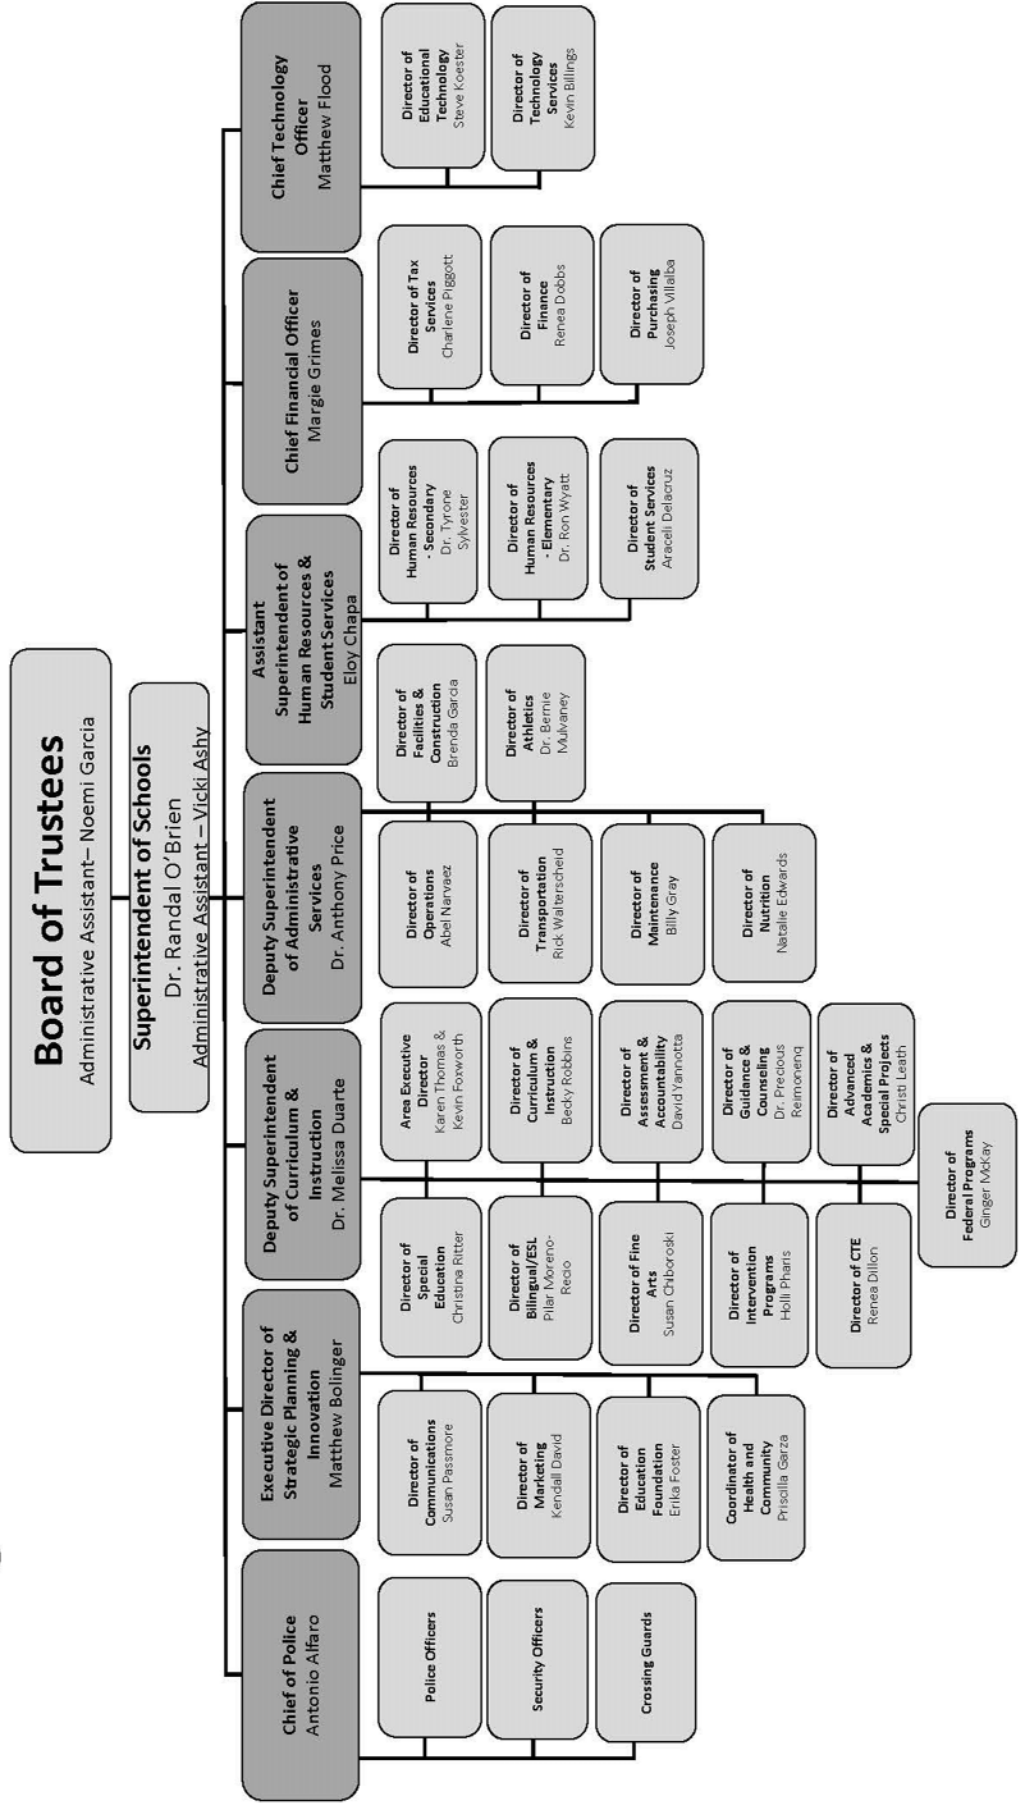 Board of Trustees
Administrative Assistant– Noemi Garcia
Superintendent of Schools
Dr. Randal O’Brien
Administrative Assistant – Vicki Ashy
Chief of Police
Antonio Alfaro
Police Officers
Security Officers
Crossing Guards
Executive Director of
Strategic Planning &
Innovation
Matthew Bolinger
Director of
Communications
Susan Passmore
Director of
Marketing
Kendall David
Director of
Education
Foundation
Erika Foster
Coordinator of
Health and
Community
Priscilla Garza
Deputy Superintendent
of Curriculum &
Instruction
Dr. Melissa Duarte
Director of
Special
Education
Christina Ritter
Area Executive
Director
Karen Thomas &
Kevin Foxworth
Director of
Bilingual/ESL
Pilar Moreno-
Recio
Director of
Curriculum &
Instruction
Becky Robbins
Director of Fine
Arts
Susan Chiboroski
Director of
Assessment &
Accountability
David Yannotta
Director of
Intervention
Programs
Holli Pharis
Director of
Guidance &
Counseling
Dr. Precious
Reimonenq
Director of CTE
Renea Dillon
Director of
Advanced
Academics &
Special Projects
Christi Leath
Director of
Federal Programs
Ginger McKay
Deputy Superintendent
of Administrative
Services
Dr. Anthony Price
Director of
Operations
Abel Narvaez
Director of
Facilities &
Construction
Brenda Garcia
Director of
Transportation
Rick Walterscheid
Director of
Athletics
Dr. Bernie
Mulvaney
Director of
Maintenance
Billy Gray
Director of
Nutrition
Natalie Edwards
Assistant
Superintendent of
Human Resources &
Student Services
Eloy Chapa
Director of
Human Resources
- Secondary
Dr. Tyrone
Sylvester
Director of
Human Resources
- Elementary
Dr. Ron Wyatt
Director of
Student Services
Araceli Delacruz
Chief Financial Officer
Margie Grimes
Director of Tax
Services
Charlene Piggott
Director of
Finance
Renea Dobbs
Director of
Purchasing
Joseph Villalba
Chief Technology
Officer
Matthew Flood
Director of
Educational
Technology
Steve Koester
Director of
Technology
Services
Kevin Billings